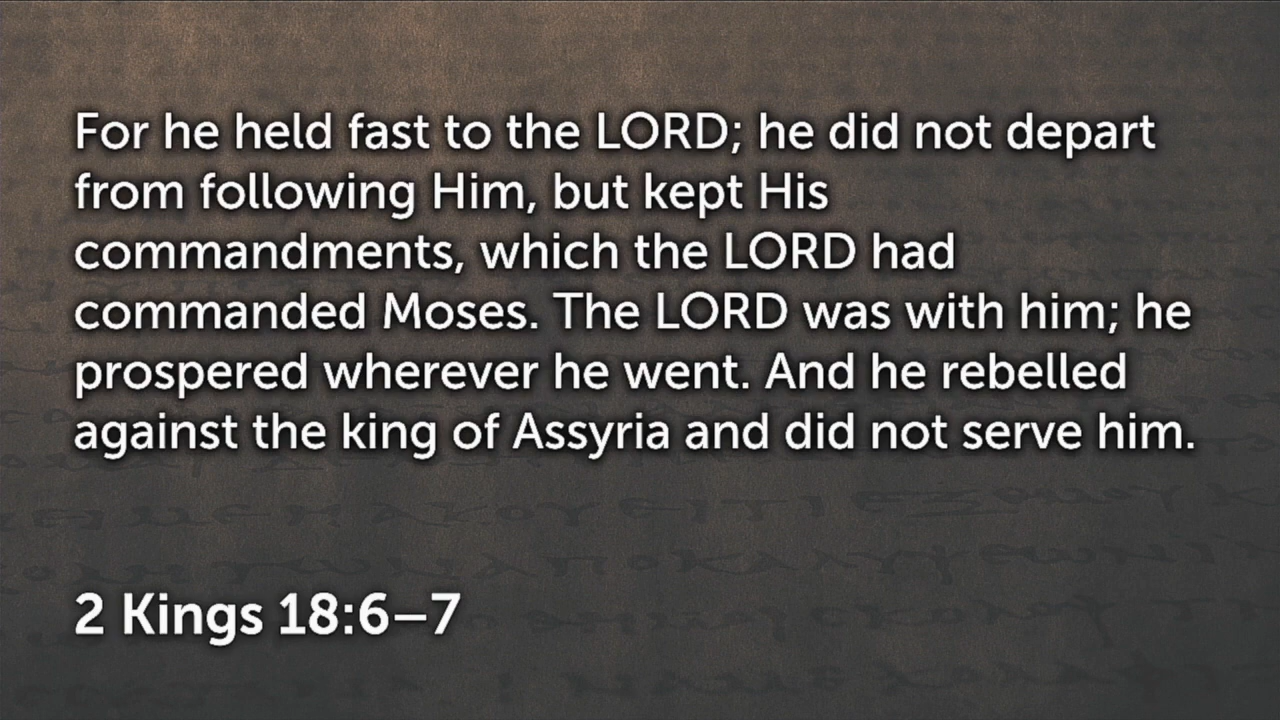 For he held fast to the LORD; he did not depart
from following Him, but kept His
commandments, which the LORD had
commanded Moses. The LORD was with him; he
prospered wherever he went. And he rebelled
against the king of Assyria and did not serve him.
2 Kings 18:6–7